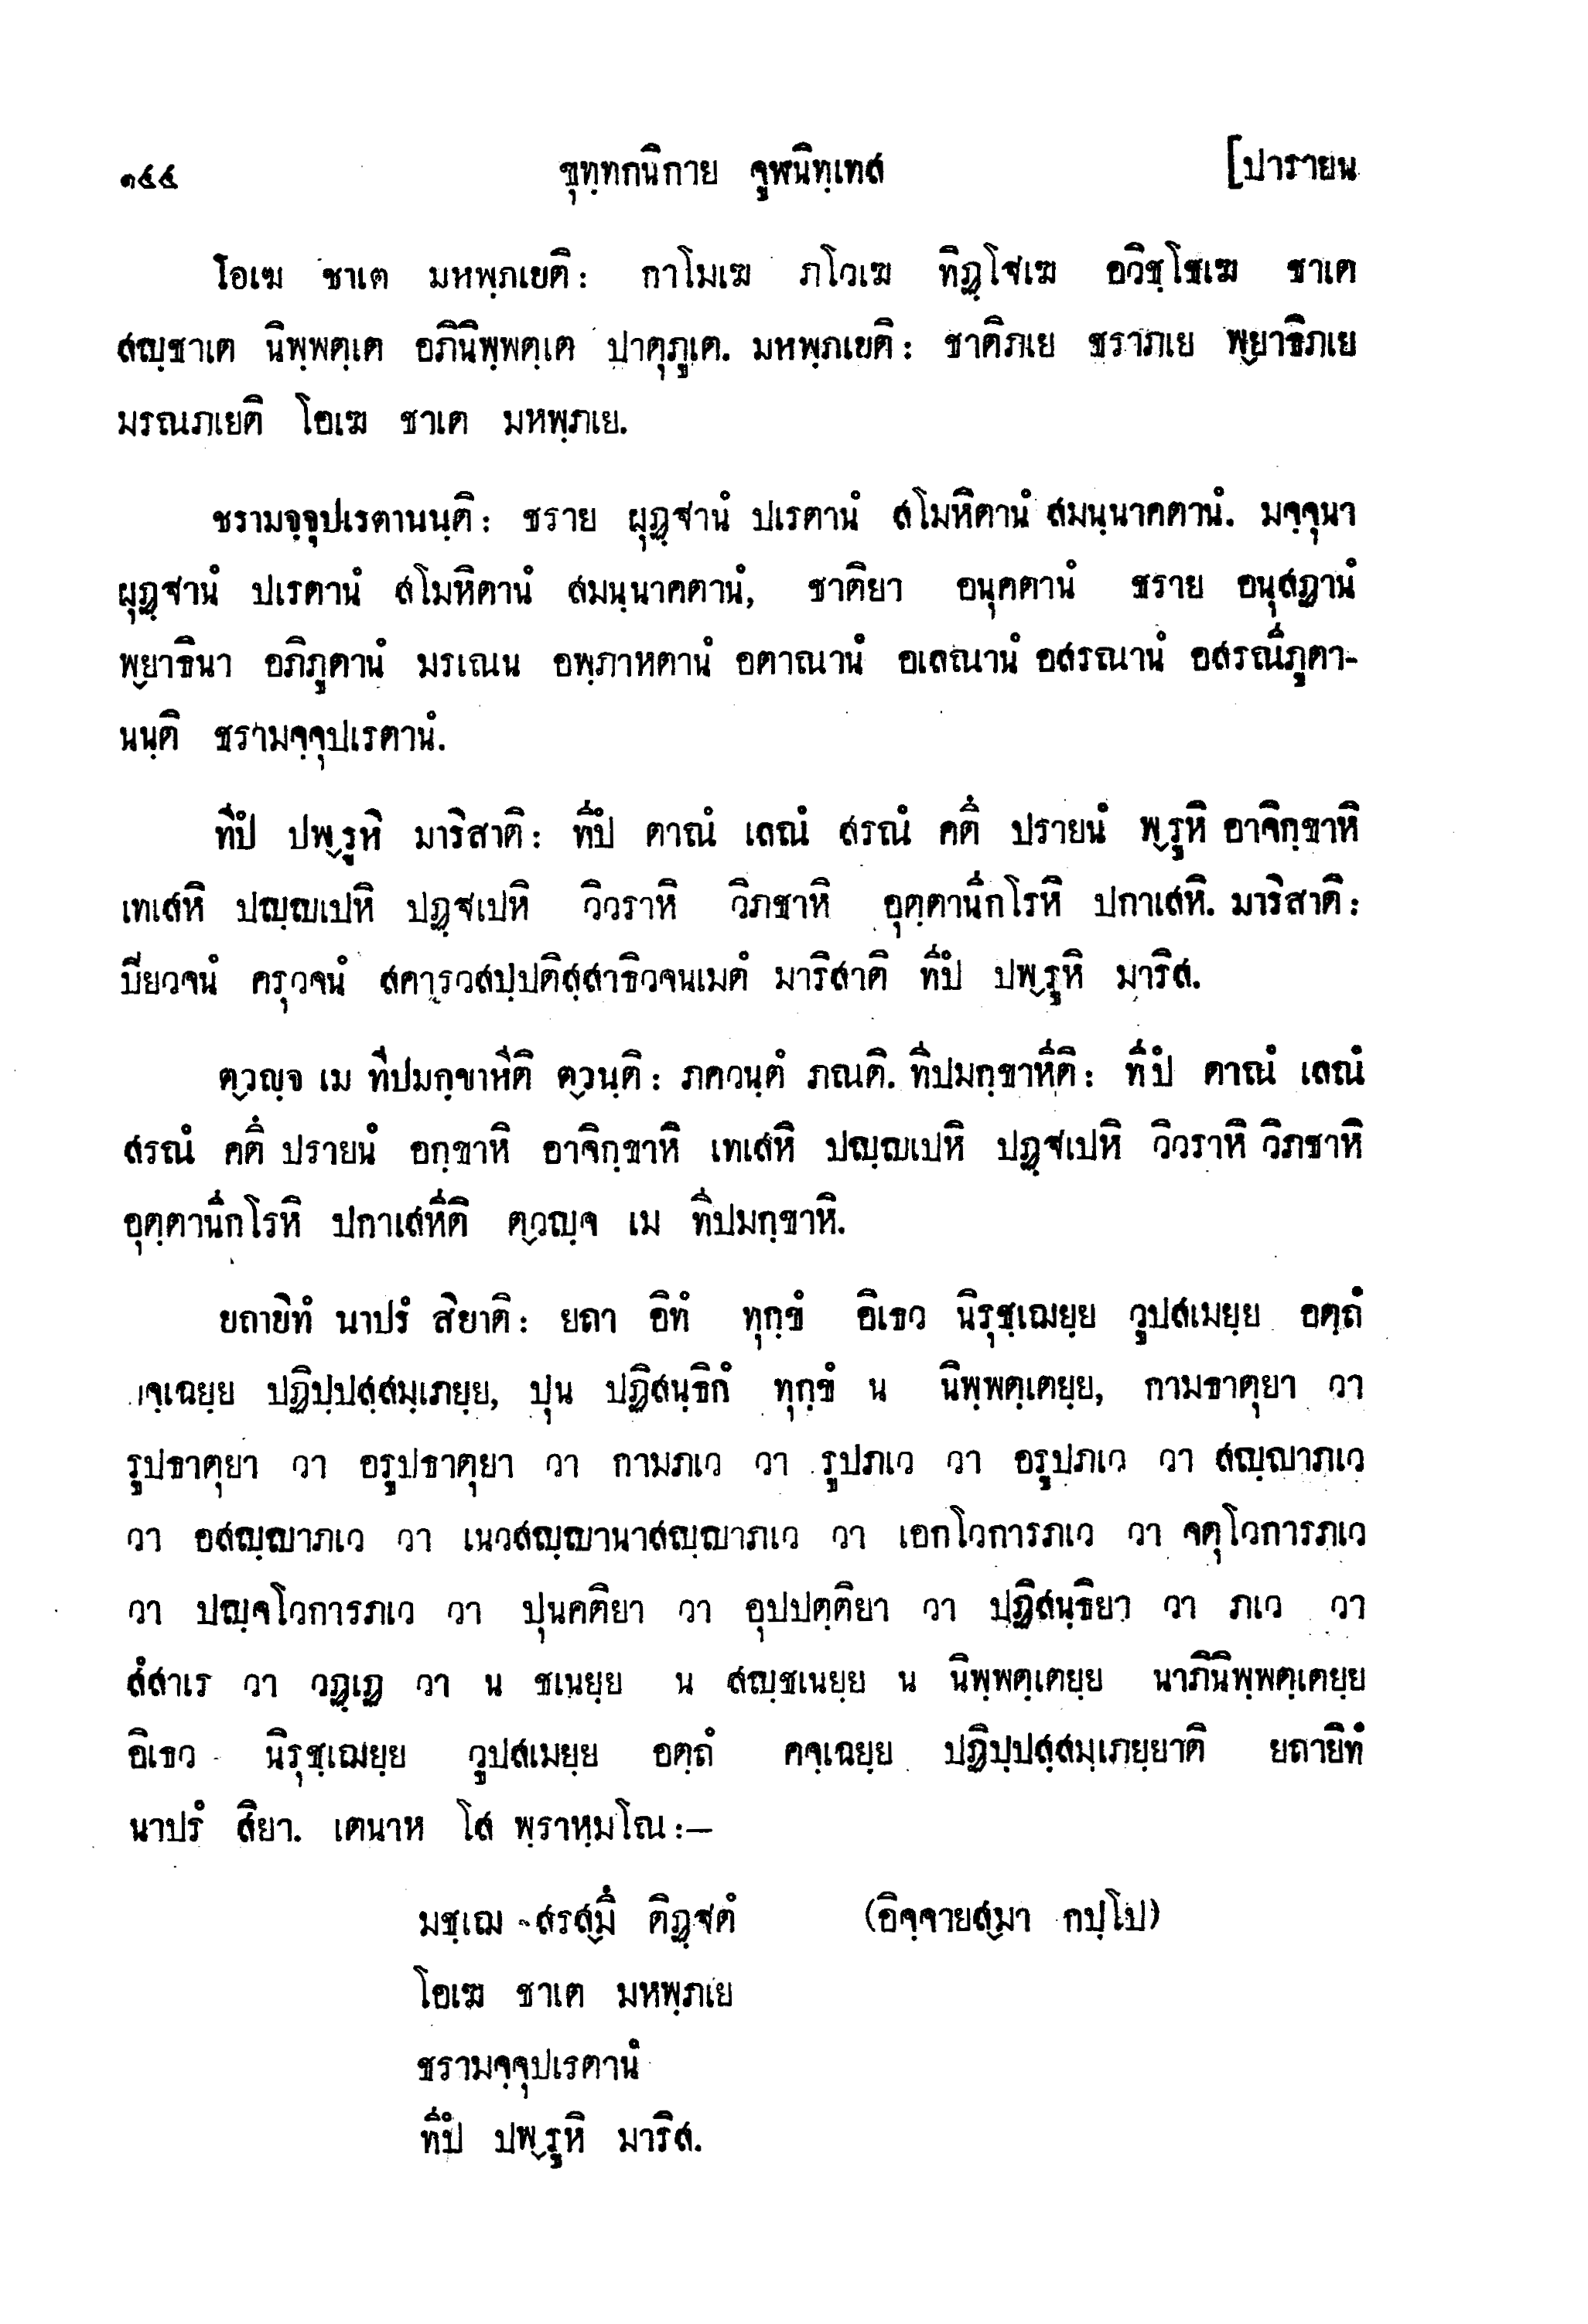 ๑๔๔ ขุทฺทกนิกาย จูฬนิทฺเทส [ปารายน
โอเฆ ชาเต มหพฺภเยติ: กาโมเฆ ภโวเฆ ทิฏฺโฐเฆ อวิชฺโชเฆ ชาเต
สญฺชาเต นิพฺพตฺเต อภินิพฺพตฺเต ปาตุภูเต. มหพฺภเยติ: ชาติภเย ชราภเย พฺยาธิภเย
มรณภเยติ โอเฆ ชาเต มหพฺภเย.
ชรามจฺจุปเรตานนฺติ: ชราย ผุฏฺฐานํ ปเรตานํ สโมหิตานํ สมนฺนาคตานํ. มจฺจุนา
ผุฏฺฐานํ ปเรตานํ สโมหิตานํ สมนฺนาคตานํ, ชาติยา อนุคตานํ ชราย อนุสฏานํ
พฺยาธินา อภิภูตานํ มรเณน อพฺภาหตานํ อตาณานํ อเลณานํ อสรณานํ อสรณีภูตา-
นนฺติ ชรามจฺจุปเรตานํ.
ทีปํ ปพฺรูหิ มาริสาติ: ทีปํ ตาณํ เลณํ สรณํ คตึ ปรายนํ พฺรูหิ อาจิกฺขาหิ
เทเสหิ ปญฺญเปหิ ปฏฺฐเปหิ วิวราหิ วิภชาหิ อุตฺตานีกโรหิ ปกาเสหิ. มาริสาติ:
ปิยวจนํ ครุวจนํ สคารวสปฺปติสฺสาธิวจนเมตํ มาริสาติ ทีปํ ปพฺรูหิ มาริส.
ตฺวญฺจ เม ทีปมกฺขาหีติ ตฺวนฺติ: ภควนฺตํ ภณติ. ทีปมกฺขาหีติ: ทีปํ ตาณํ เลณํ
สรณํ คตึ ปรายนํ อกฺขาหิ อาจิกฺขาหิ เทเสหิ ปญฺญเปหิ ปฏฺฐเปหิ วิวราหิ วิภชาหิ
อุตฺตานีกโรหิ ปกาเสหีติ ตฺวญฺจ เม ทีปมกฺขาหิ.
ยถายิทํ นาปรํ สิยาติ: ยถา อิทํ ทุกฺขํ อิเธว นิรุชฺเฌยฺย วูปสเมยฺย อตฺถํ
คจฺเฉยฺย ปฏิปฺปสฺสมฺเภยฺย, ปุน ปฏิสนฺธิกํ ทุกฺขํ น นิพฺพตฺเตยฺย, กามธาตุยา วา
รูปธาตุยา วา อรูปธาตุยา วา กามภเว วา รูปภเว วา อรูปภเว วา สญฺญาภเว
วา อสญฺญาภเว วา เนวสญฺญานาสญฺญาภเว วา เอกโวการภเว วา จตุโวการภเว
วา ปญฺจโวการภเว วา ปุนคติยา วา อุปปตฺติยา วา ปฏิสนฺธิยา วา ภเว วา
สํสาเร วา วฏฺเฏ วา น ชเนยฺย น สญฺชเนยฺย น นิพฺพตฺเตยฺย นาภินิพฺพตฺเตยฺย
อิเธว นิรุชฺเฌยฺย วูปสเมยฺย อตฺถํ คจฺเฉยฺย ปฏิปฺปสฺสมฺเภยฺยาติ ยถายิทํ
นาปรํ สิยา. เตนาห โส พฺราหฺมโณ:—
มชฺเฌ สรสฺมึ ติฏฺฐตํ (อิจฺจายสฺมา กปฺโป)
โอเฆ ชาเต มหพฺภเย
ชรามจฺจุปเรตานํ
ทีปํ ปพฺรูหิ มาริส.